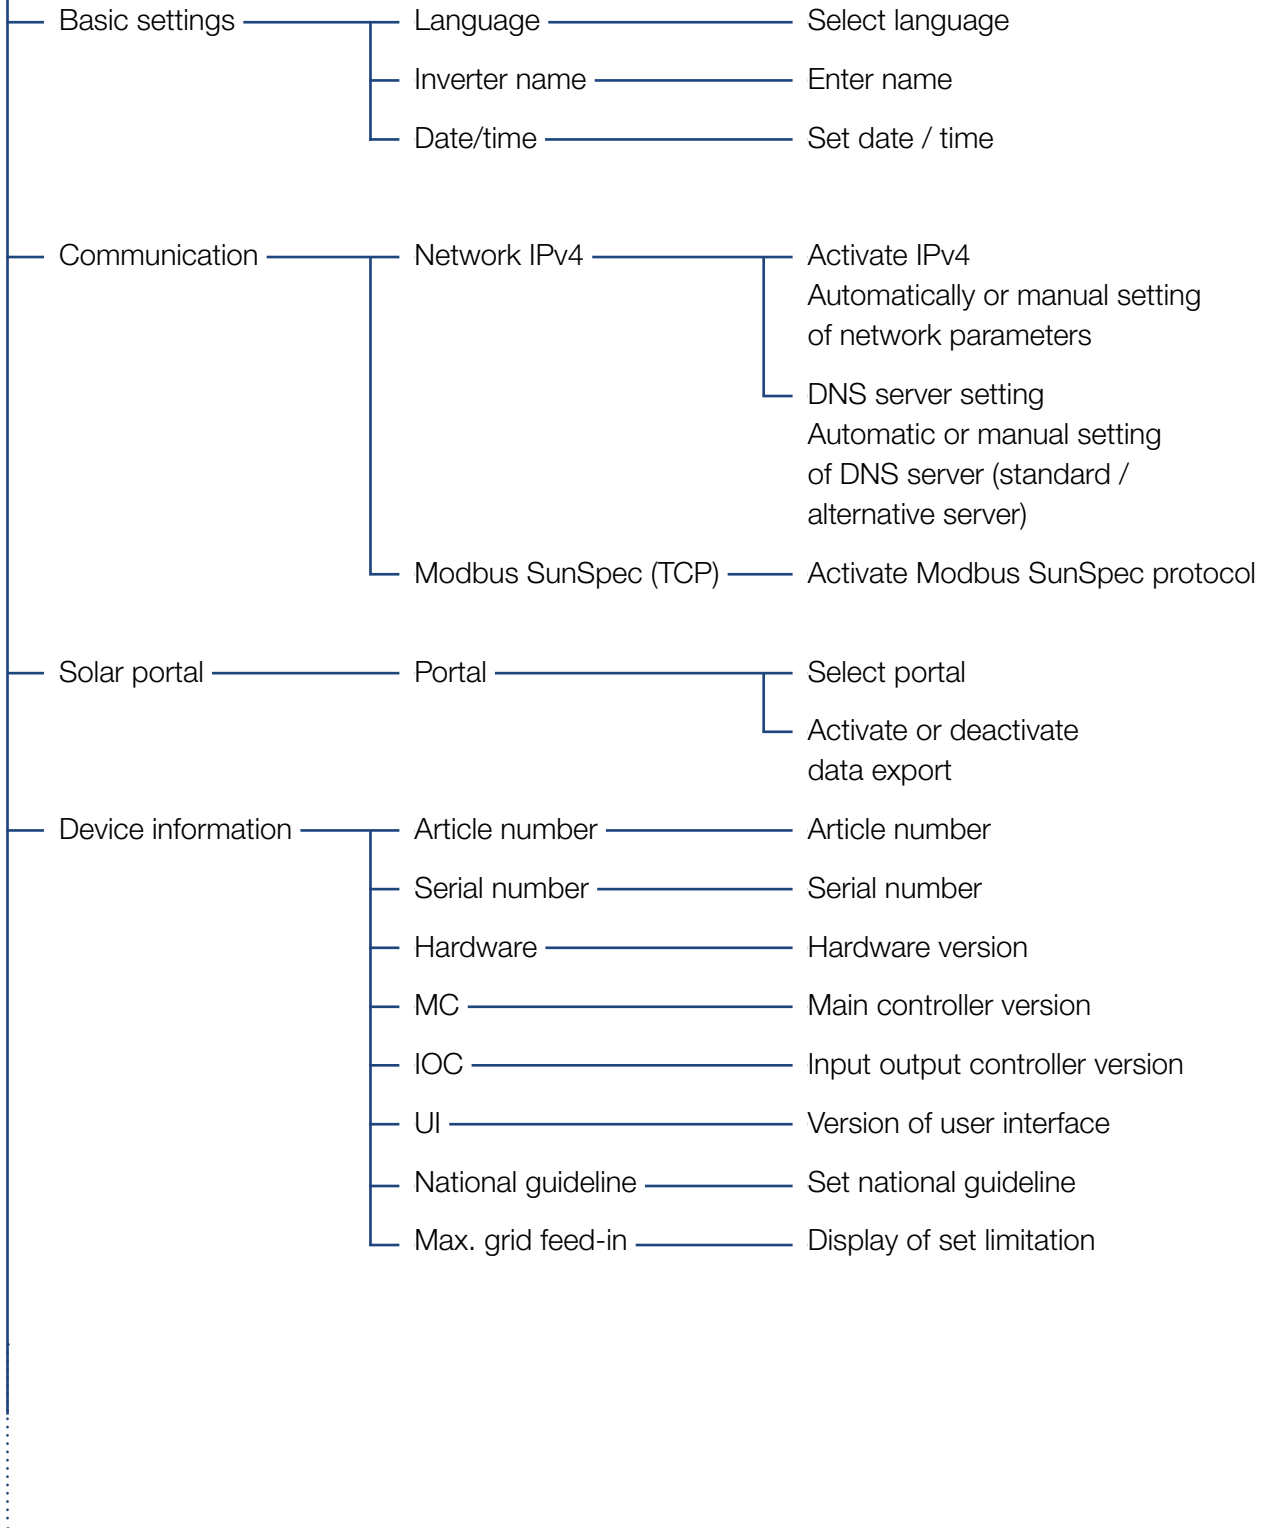 Basic settings Language Select language
Inverter name Enter name
Date/time Set date / time
Communication Network IPv4 Activate IPv4
Automatically or manual setting
of network parameters
DNS server setting
Automatic or manual setting
of DNS server (standard /
alternative server)
Modbus SunSpec (TCP) Activate Modbus SunSpec protocol
Solar portal Portal Select portal
Activate or deactivate
data export
Device information Article number Article number
Serial number Serial number
Hardware Hardware version
MC Main controller version
IOC Input output controller version
UI Version of user interface
National guideline Set national guideline
Max. grid feed-in Display of set limitation